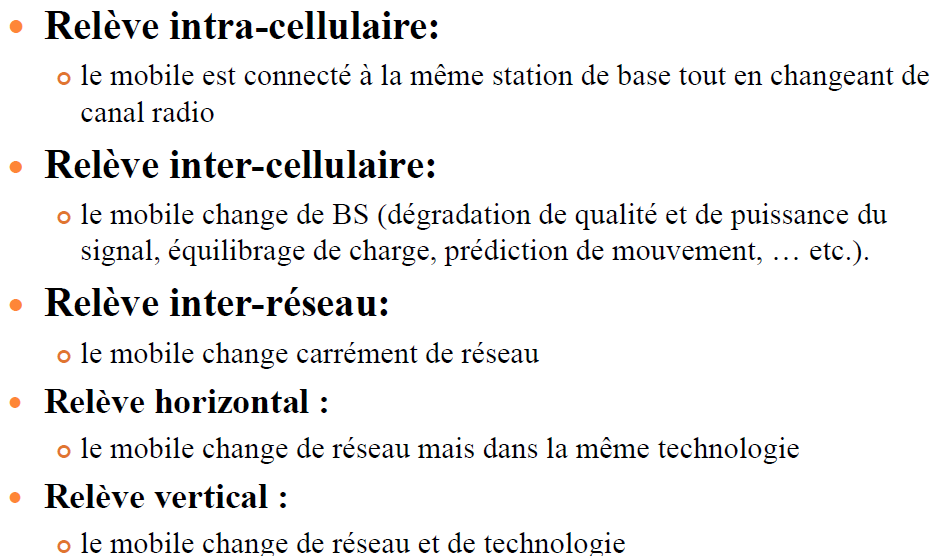 Relève intra-cellulaire:
le mobile est connecté à la même station de base tout en changeant de
canal radio
Relève inter-cellulaire:
le mobile change de BS (dégradation de qualité et de puissance du
signal, équilibrage de charge, prédiction de mouvement, … etc.).
Relève inter-réseau:
le mobile change carrément de réseau
Relève horizontal :
le mobile change de réseau mais dans la même technologie
Relève vertical :
le mobile change de réseau et de technologie